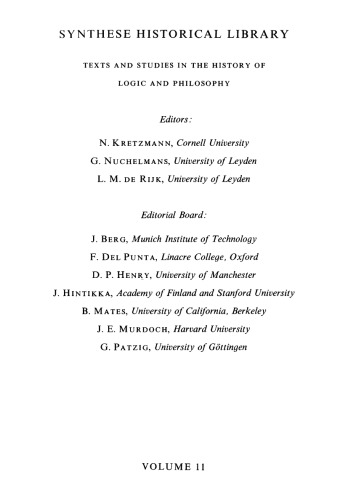 SYNTHESE HISTORICAL LIBRARY
TEXTS AND STUDIES IN THE HISTORY OF
LOGIC AND PHILOSOPHY
Editors:
N. KRETZMANN, Cornell University
G. NUCHELMANS, University of Leyden
L. M. DE RIJK, University of Leyden
Editorial Board:
J. BERG, Munich Institute of Technology
F. DEL PUNTA, Linacre College, Oxford
D. P. HENRY, University of Manchester
J. HINTIKKA, Academy of Finland and Stanford University
B. MATES, University of California, Berkeley
J. E. MURDOCH, Harvard University
G. PATZIG, University of Göttingen
VOLUME 11